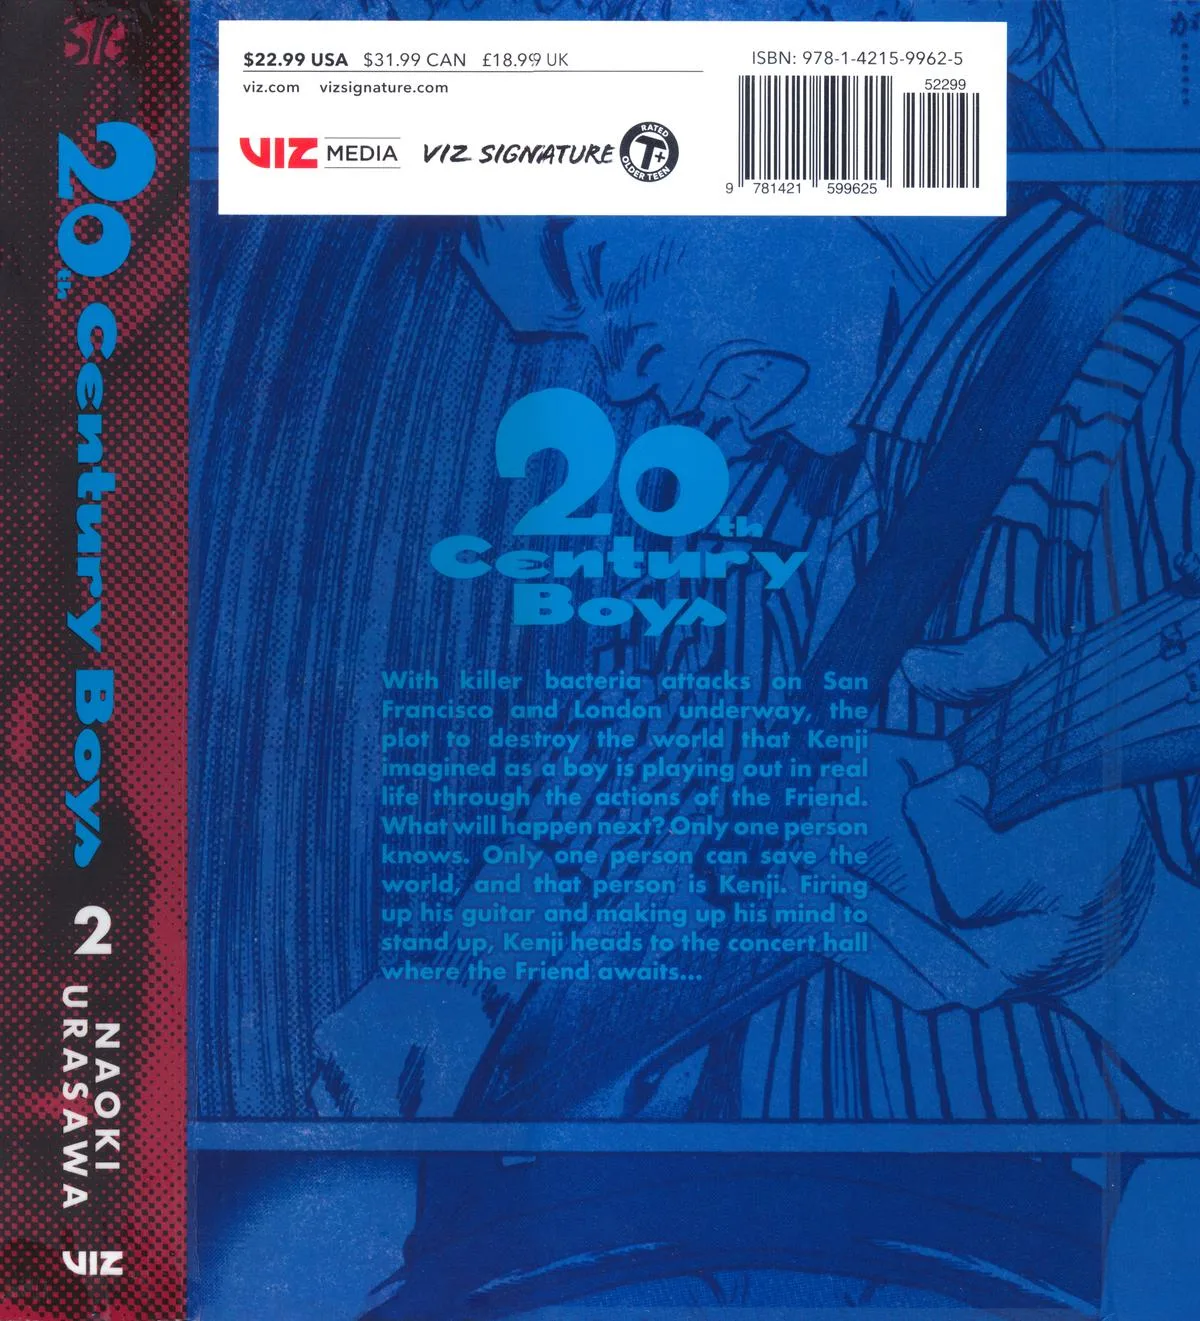 20th Century Boys
2
NAOKI
URASAWA
VIZ
$22.99 USA $31.99 CAN £18.99 UK
viz.com vizsignature.com
VIZ MEDIA
VIZ SIGNATURE
RATED
T+
OLDER TEEN
ISBN: 978-1-4215-9962-5
52299
9 781421 599625
20th
Century
Boys
With killer bacteria attacks on San
Francisco and London underway, the
plot to destroy the world that Kenji
imagined as a boy is playing out in real
life through the actions of the Friend.
What will happen next? Only one person
knows. Only one person can save the
world, and that person is Kenji. Firing
up his guitar and making up his mind to
stand up, Kenji heads to the concert hall
where the Friend awaits...